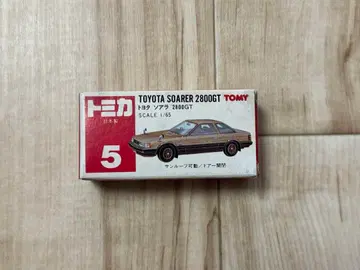 トミカ
日本製
5
TOYOTA SOARER 2800GT
TOMY
トヨタ ソアラ 2800GT
SCALE 1/65
サンルーフ可動／ドアー開閉